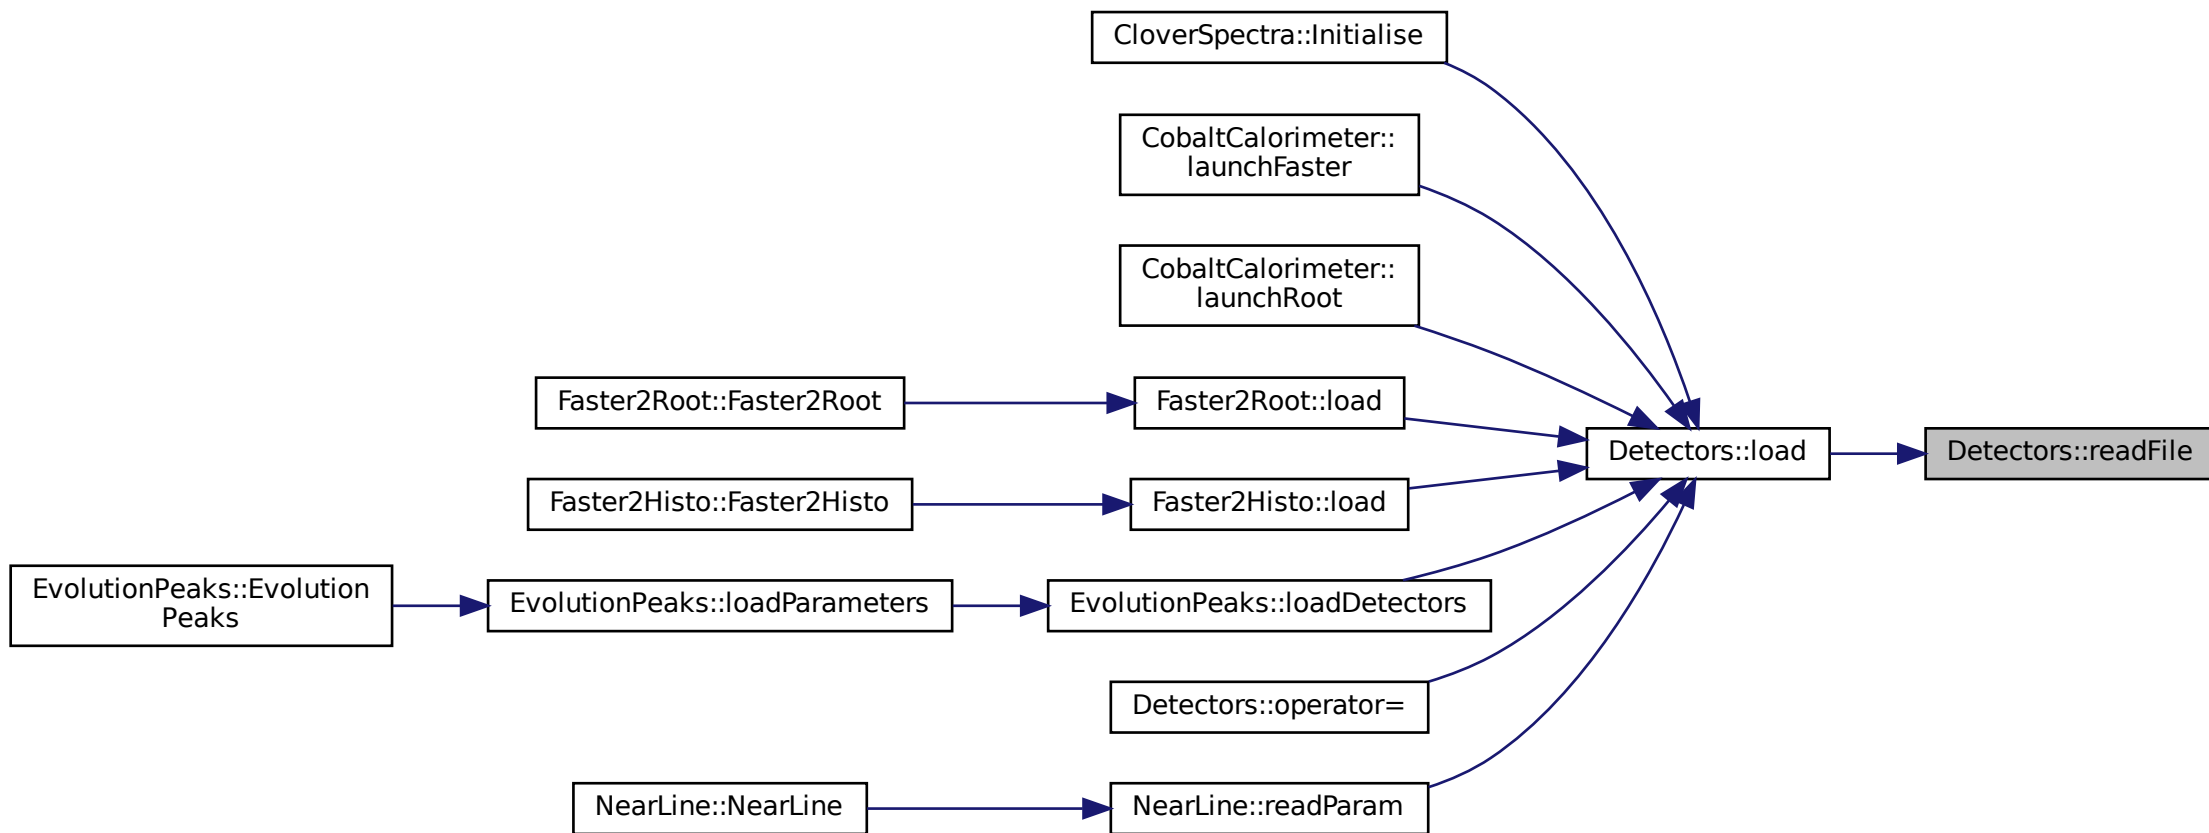 CloverSpectra::Initialise
CobaltCalorimeter::
launchFaster
CobaltCalorimeter::
launchRoot
Faster2Root::Faster2Root
Faster2Root::load
Detectors::load
Detectors::readFile
Faster2Histo::Faster2Histo
Faster2Histo::load
EvolutionPeaks::Evolution
Peaks
EvolutionPeaks::loadParameters
EvolutionPeaks::loadDetectors
Detectors::operator=
NearLine::NearLine
NearLine::readParam